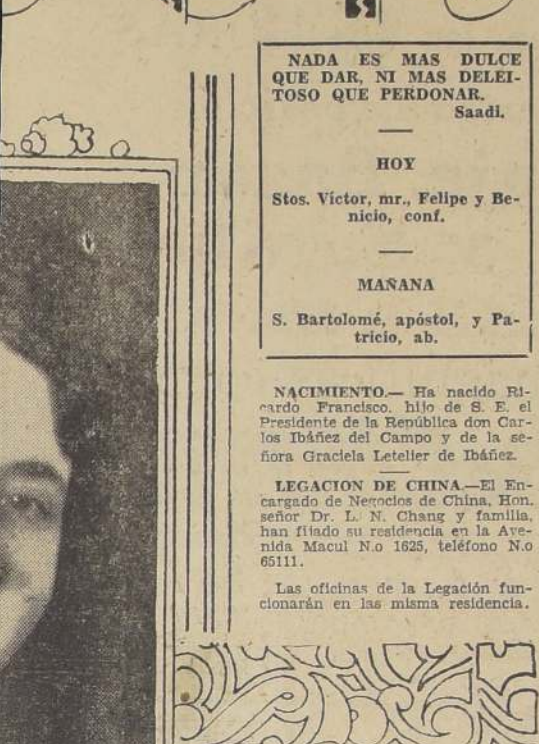 NADA ES MAS DULCE
QUE DAR, NI MAS DELEI-
TOSO QUE PERDONAR.
Saadi.
HOY
Stos. Víctor, mr., Felipe y Be-
nicio, conf.
MAÑANA
S. Bartolomé, apóstol, y Pa-
tricio, ab.
NACIMIENTO.— Ha nacido Ri-
cardo Francisco, hijo de S. E. el
Presidente de la República don Car-
los Ibáñez del Campo y de la se-
ñora Graciela Letelier de Ibáñez.
LEGACION DE CHINA.—El En-
cargado de Negocios de China, Hon.
señor Dr. L. N. Chang y familia,
han fijado su residencia en la Ave-
nida Macul N.o 1625, teléfono N.o
65111.
Las oficinas de la Legación fun-
cionarán en las misma residencia.